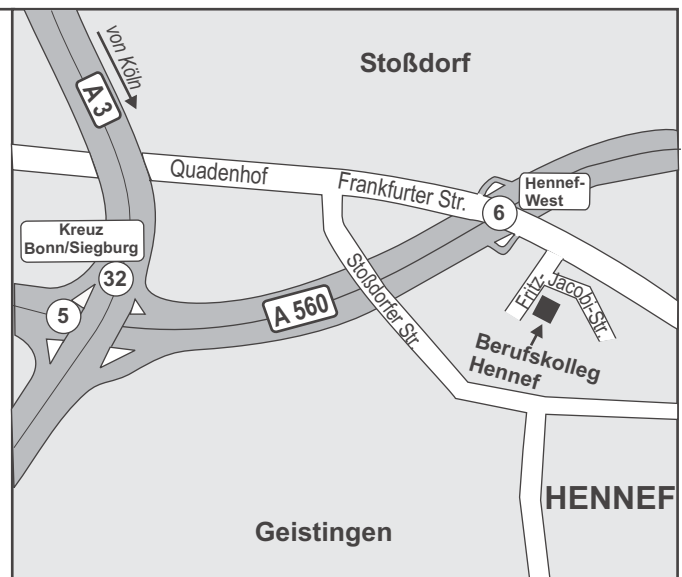 von Köln
A 3
Stoßdorf
Quadenhof
Frankfurter Str.
Hennef-
West
6
Kreuz
Bonn/Siegburg
32
5
A 560
Stoßdorfer Str.
Fritz-Jacobi-Str.
Berufskolleg
Hennef
HENNEF
Geistingen